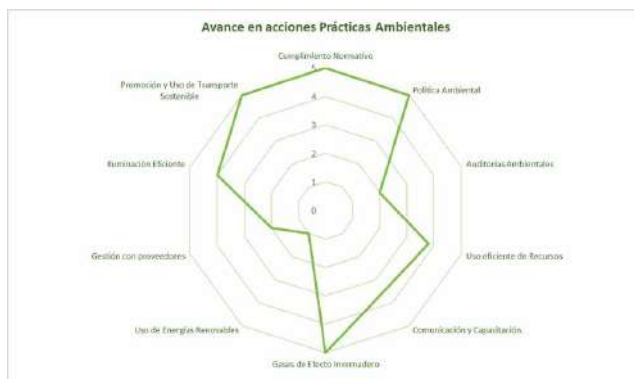 Avance en acciones Prácticas Ambientales
Cumplimiento Normativo
5
Promoción y Uso de Transporte
Sostenible
Política Ambiental
4
3
2
Iluminación Eficiente
Auditorías Ambientales
1
0
Gestión con proveedores
Uso eficiente de Recursos
Uso de Energías Renovables
Comunicación y Capacitación
Gases de Efecto Invernadero